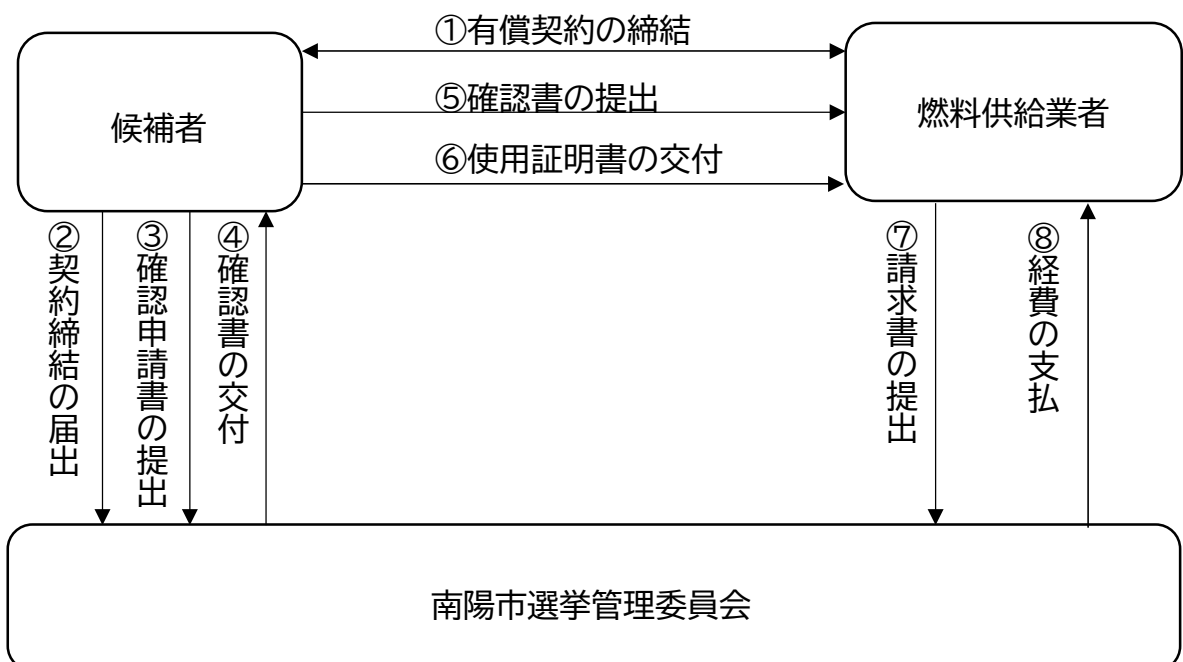 ①有償契約の締結
候補者
⑤確認書の提出
燃料供給業者
⑥使用証明書の交付
②契約締結の届出
③確認申請書の提出
④確認書の交付
⑦請求書の提出
⑧経費の支払
南陽市選挙管理委員会